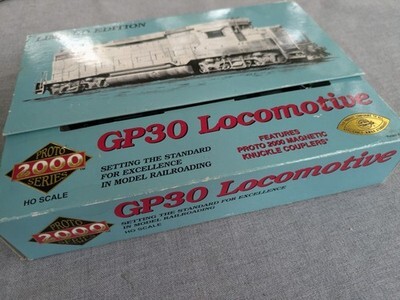 LIMITED EDITION
GP30 Locomotive
PROTO
2000
SERIES
HO SCALE
SETTING THE STANDARD
FOR EXCELLENCE
IN MODEL RAILROADING
FEATURES
PROTO 2000 MAGNETIC
KNUCKLE COUPLERS*
GP30 Locomotive
PROTO
2000
SERIES
HO SCALE
SETTING THE STANDARD FOR EXCELLENCE
IN MODEL RAILROADING